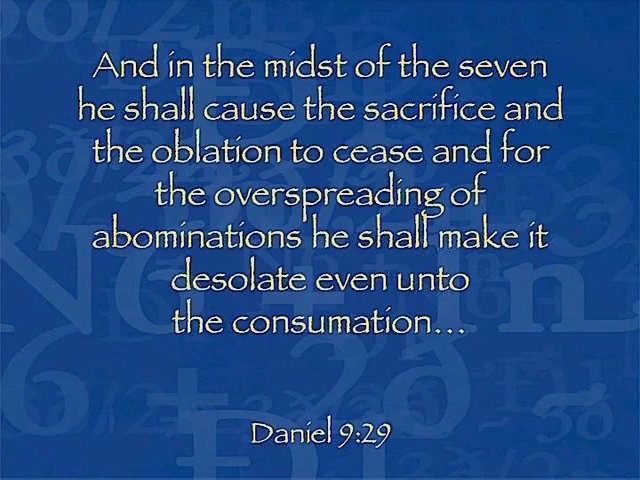 And in the midst of the seven
he shall cause the sacrifice and
the oblation to cease and for
the overspreading of
abominations he shall make it
desolate even unto
the consumation...
Daniel 9:29